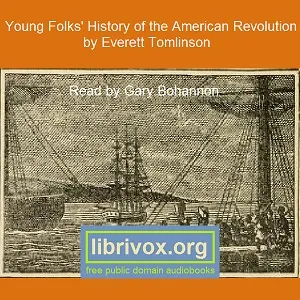 Young Folks' History of the American Revolution
by Everett Tomlinson
Read by Gary Bohannon
librivox.org
free public domain audiobooks